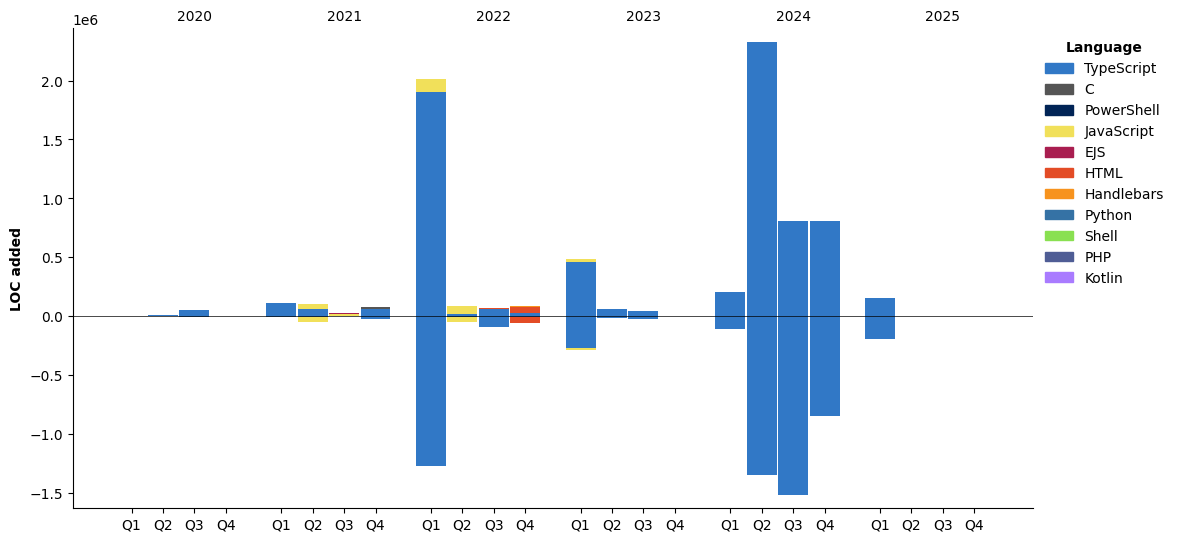 1e6
2020 2021 2022 2023 2024 2025
LOC added
2.0
1.5
1.0
0.5
0.0
−0.5
−1.0
−1.5
Q1 Q2 Q3 Q4 Q1 Q2 Q3 Q4 Q1 Q2 Q3 Q4 Q1 Q2 Q3 Q4 Q1 Q2 Q3 Q4 Q1 Q2 Q3 Q4
Language
TypeScript
C
PowerShell
JavaScript
EJS
HTML
Handlebars
Python
Shell
PHP
Kotlin